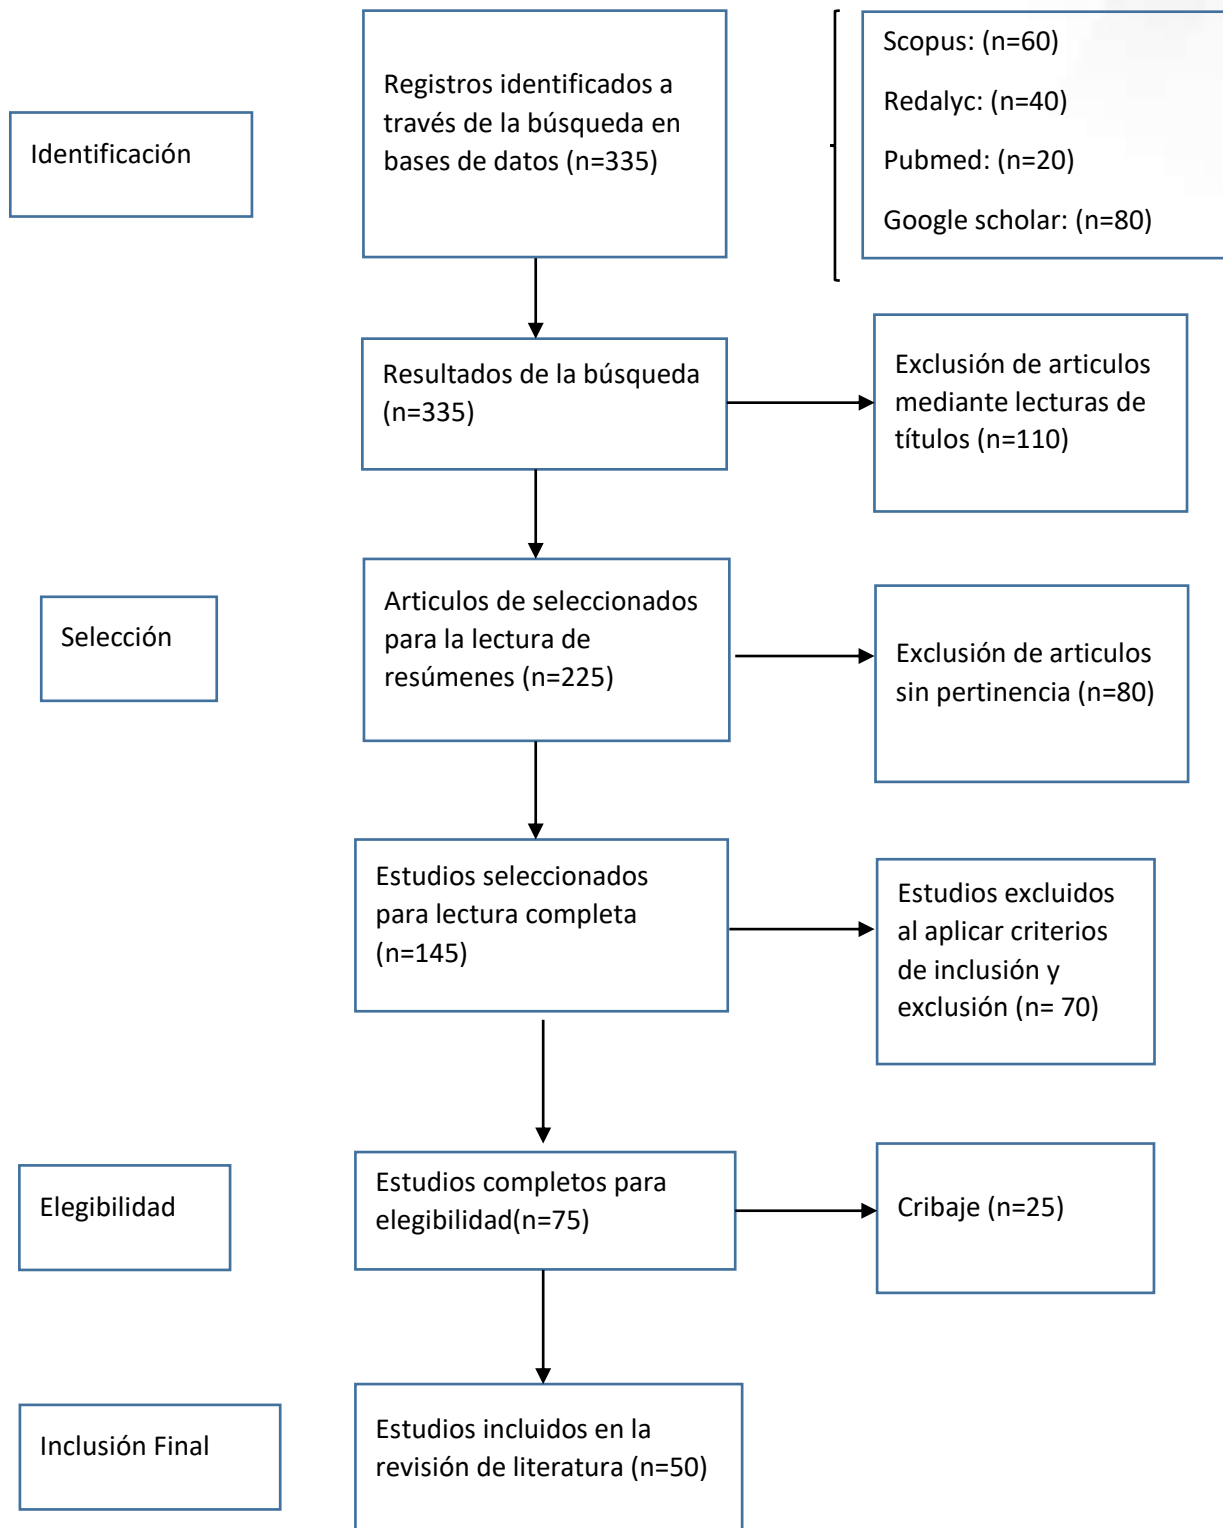 Identificación
Registros identificados a
través de la búsqueda en
bases de datos (n=335)
Scopus: (n=60)
Redalyc: (n=40)
Pubmed: (n=20)
Google scholar: (n=80)
Resultados de la búsqueda
(n=335)
Exclusión de articulos
mediante lecturas de
títulos (n=110)
Selección
Articulos de seleccionados
para la lectura de
resúmenes (n=225)
Exclusión de articulos
sin pertinencia (n=80)
Estudios seleccionados
para lectura completa
(n=145)
Estudios excluidos
al aplicar criterios
de inclusión y
exclusión (n= 70)
Elegibilidad
Estudios completos para
elegibilidad(n=75)
Cribaje (n=25)
Inclusión Final
Estudios incluidos en la
revisión de literatura (n=50)